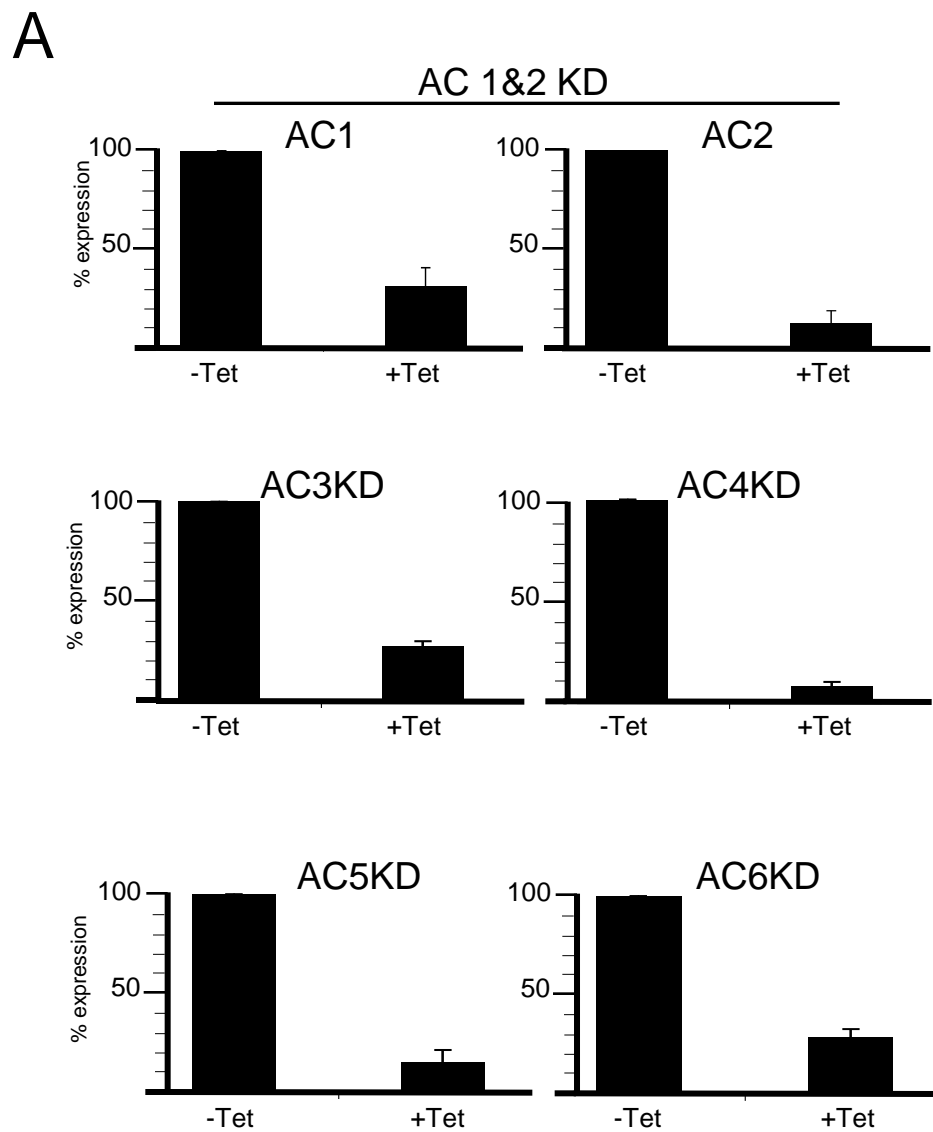 A
AC 1&2 KD
AC1
AC2
100
50
% expression
-Tet
+Tet
100
50
-Tet
+Tet
AC3KD
AC4KD
100
50
% expression
-Tet
+Tet
100
50
-Tet
+Tet
AC5KD
AC6KD
100
50
% expression
-Tet
+Tet
100
50
-Tet
+Tet